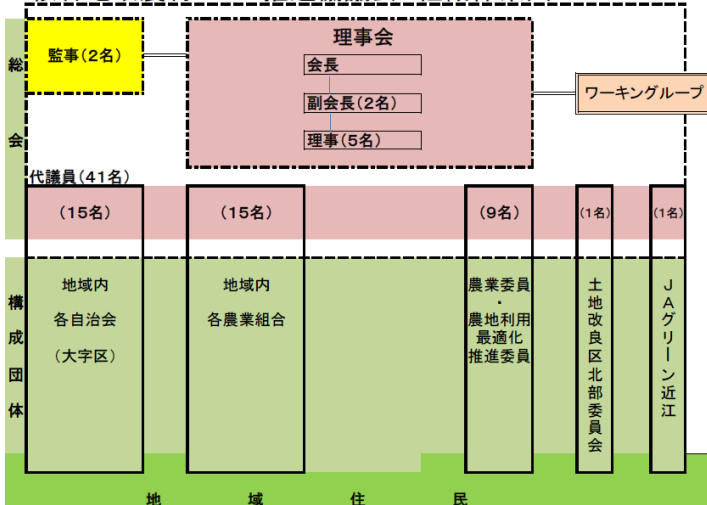 総会
監事(2名)
理事会
会長
副会長(2名)
理事(5名)
ワーキングループ
代議員(41名)
(15名)
(15名)
(9名)
(1名)
(1名)
構成団体
地域内
各自治会
(大字区)
地域内
各農業組合
農業委員
・
農地利用
最適化
推進委員
土地改良区北部委員会
JAグリーン近江
地域住民